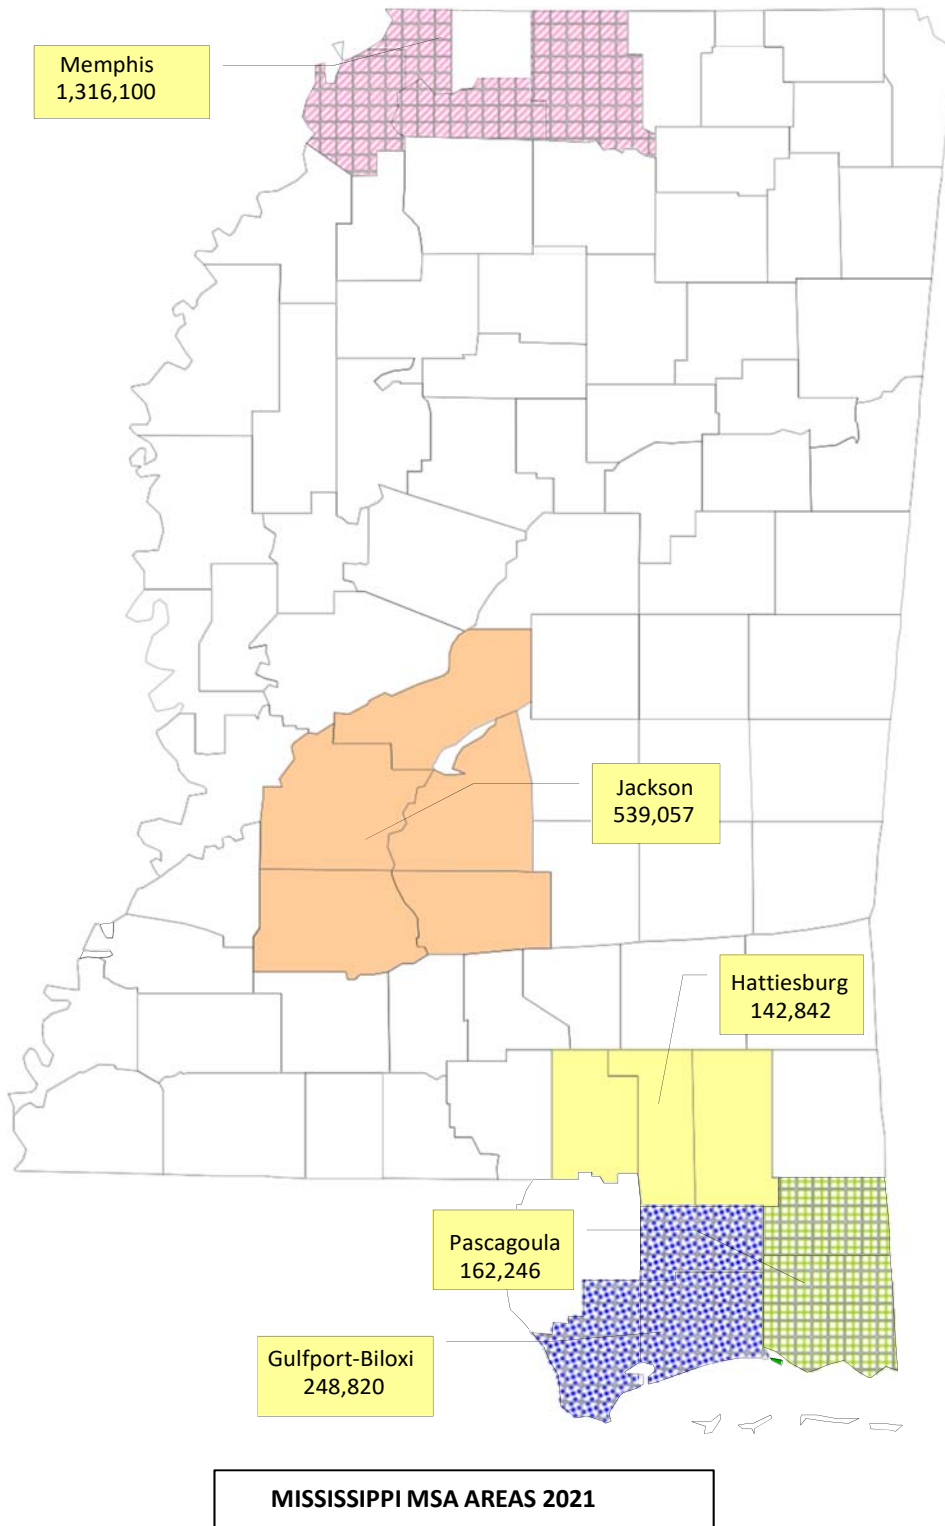 Memphis
1,316,100
Jackson
539,057
Hattiesburg
142,842
Pascagoula
162,246
Gulfport-Biloxi
248,820
MISSISSIPPI MSA AREAS 2021